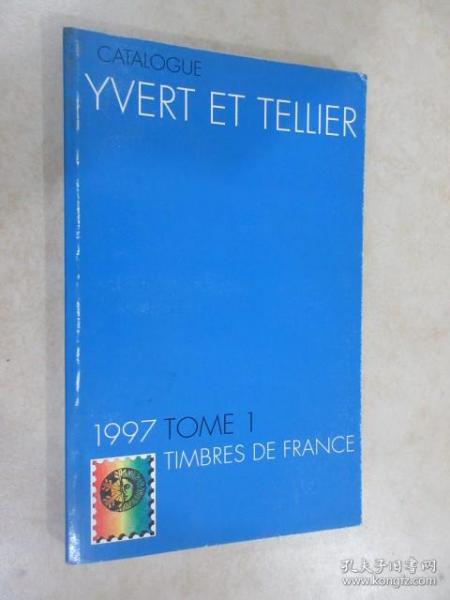 CATALOGUE
YVERT ET TELLIER
1997 TOME 1
TIMBRES DE FRANCE
孔夫子旧书网
www.kongfz.com